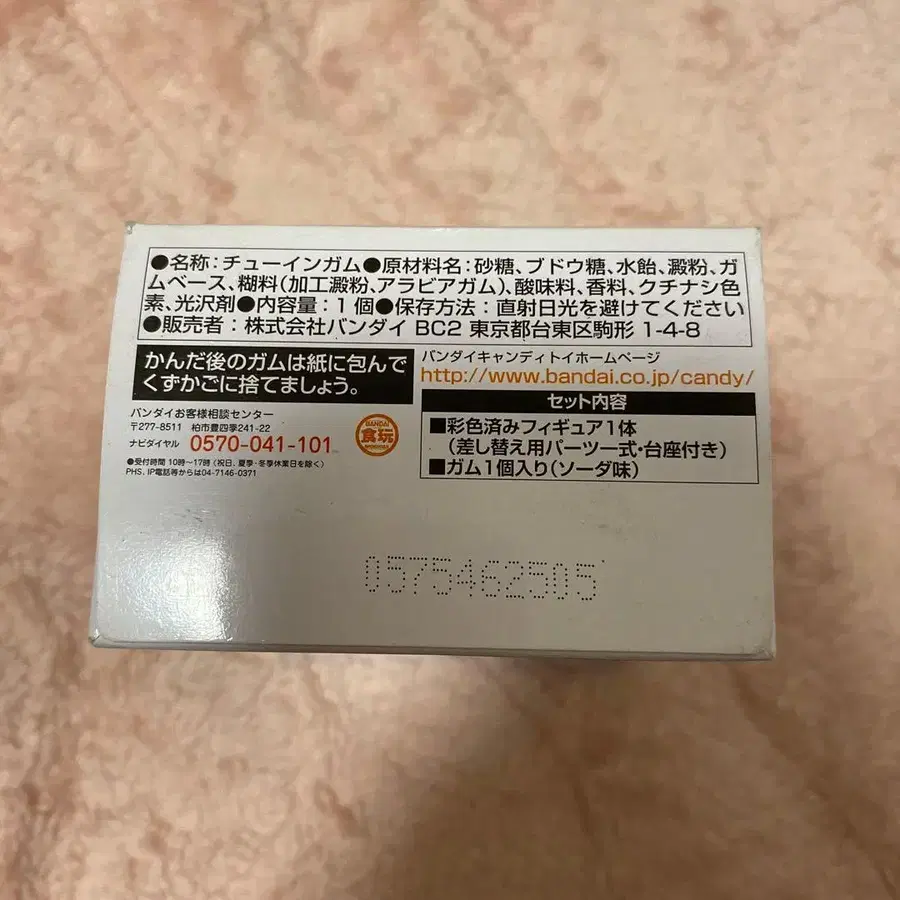 ●名称：チューインガム●原材料名：砂糖、ブドウ糖、水飴、澱粉、ガ
ムベース、糊料(加工澱粉、アラビアガム)、酸味料、香料、クチナシ色
素、光沢剤●内容量：1個●保存方法：直射日光を避けてください
●販売者：株式会社バンダイ BC2 東京都台東区駒形 1-4-8
かんだ後のガムは紙に包んで
くずかごに捨てましょう。
バンダイお客様相談センター
〒277-8511 柏市豊四季241-22
ナビダイヤル 0570-041-101
●受付時間 10時～17時(祝日、夏季・冬季休業日を除く)
PHS、IP電話等からは04-7146-0371
BANDAI
食玩
バンダイキャンディトイホームページ
http://www.bandai.co.jp/candy/
セット内容
■彩色済みフィギュア1体
(差し替え用パーツ一式・台座付き)
■ガム1個入り(ソーダ味)
0575462505